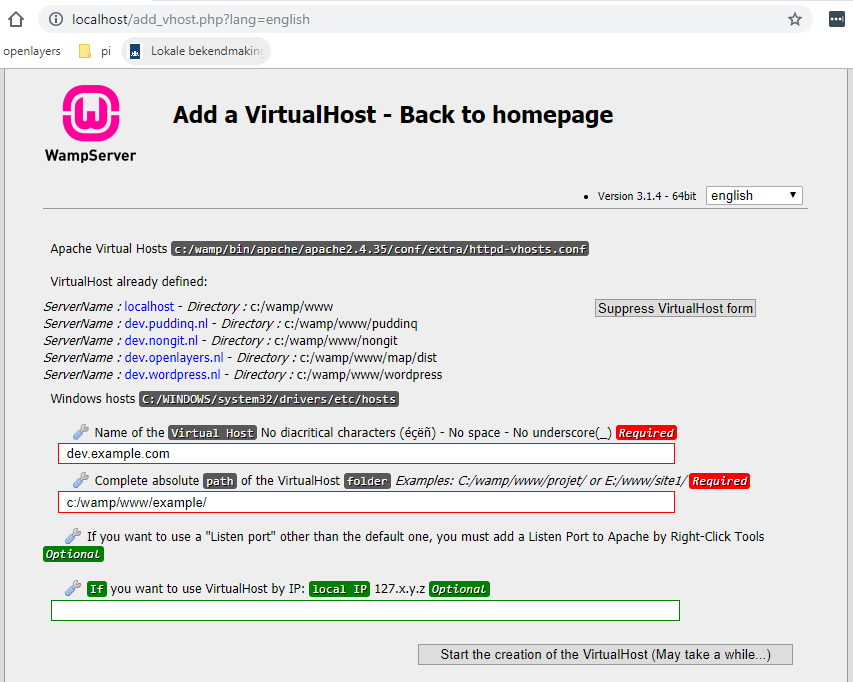 localhost/add_vhost.php?lang=english
openlayers pi Lokale bekendmaking
Add a VirtualHost - Back to homepage
WampServer
• Version 3.1.4 - 64bit english
Apache Virtual Hosts c:/wamp/bin/apache/apache2.4.35/conf/extra/httpd-vhosts.conf
VirtualHost already defined:
ServerName : localhost - Directory : c:/wamp/www
Suppress VirtualHost form
ServerName : dev.pudding.nl - Directory : c:/wamp/www/pudding
ServerName : dev.nongit.nl - Directory : c:/wamp/www/nongit
ServerName : dev.openlayers.nl - Directory : c:/wamp/www/map/dist
ServerName : dev.wordpress.nl - Directory : c:/wamp/www/wordpress
Windows hosts C:/WINDOWS/system32/drivers/etc/hosts
Name of the Virtual Host No diacritical characters (éçëñ) - No space - No underscore(_) Required
dev.example.com
Complete absolute path of the VirtualHost folder Examples: C:/wamp/www/projet/ or E:/www/site1/ Required
c:/wamp/www/example/
If you want to use a "Listen port" other than the default one, you must add a Listen Port to Apache by Right-Click Tools
Optional
If you want to use VirtualHost by IP: local IP 127.x.y.z Optional
Start the creation of the VirtualHost (May take a while...)